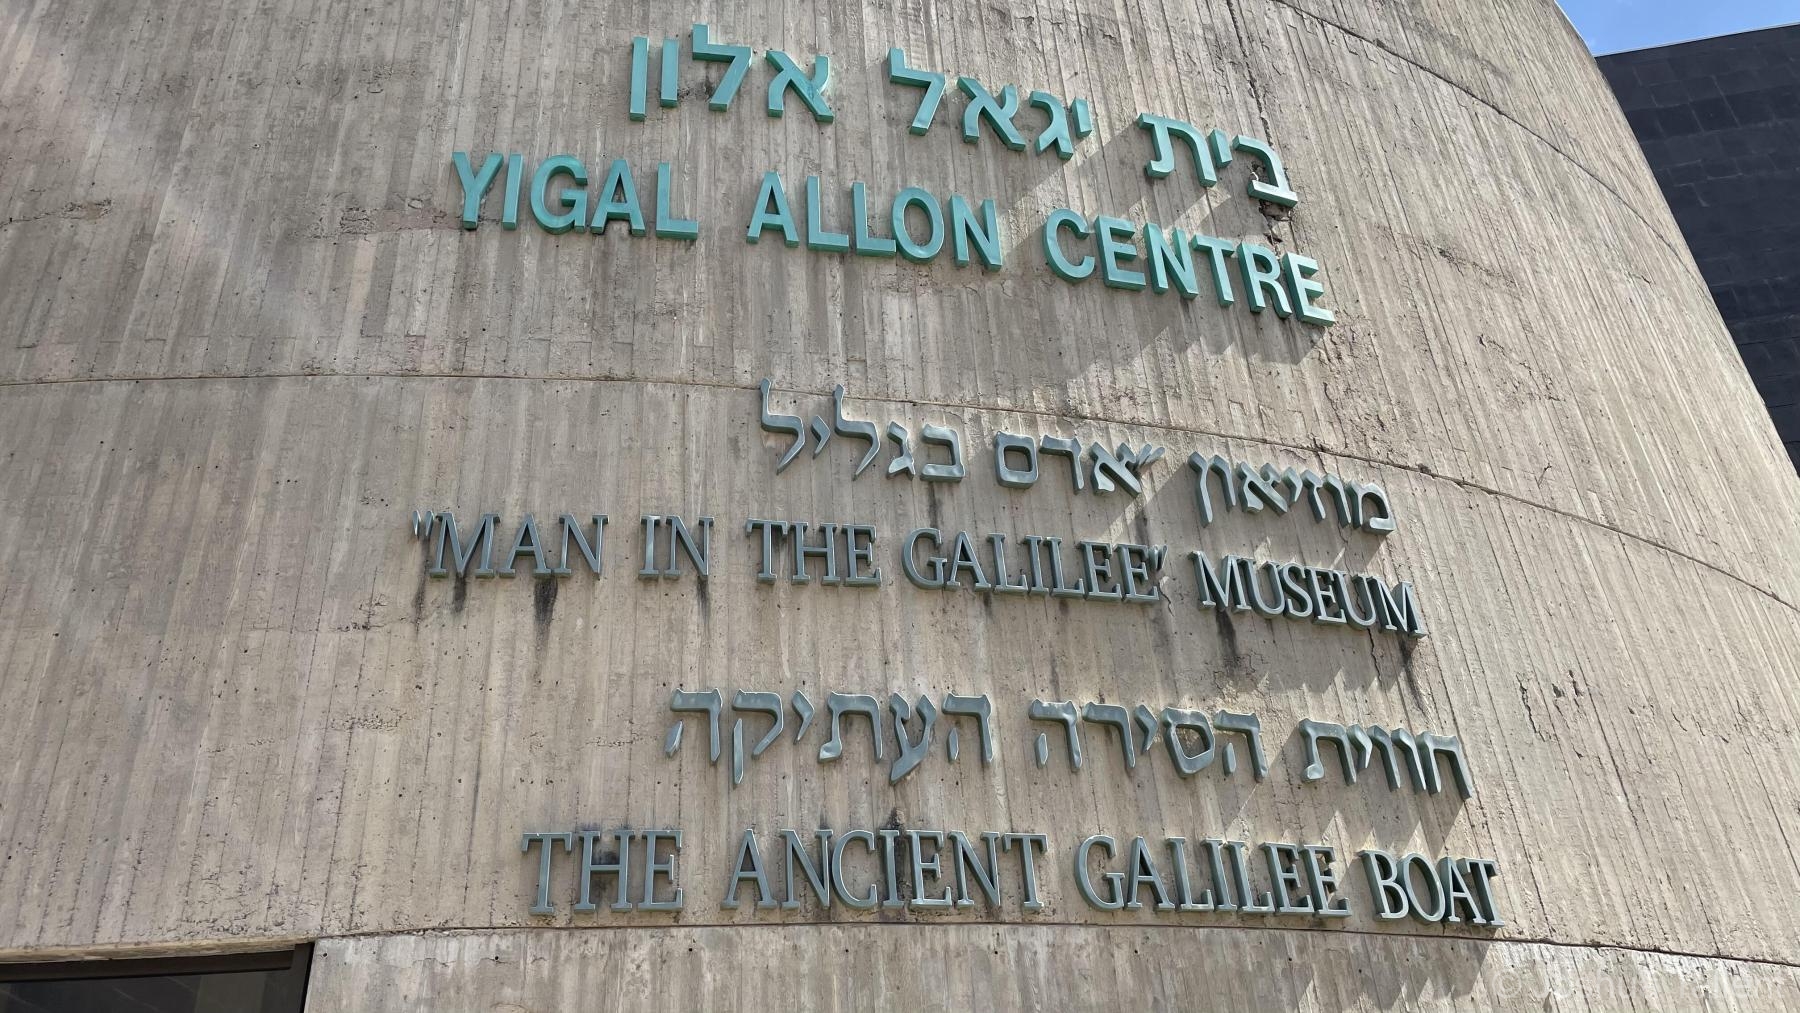 בית יגאל אלון
YIGAL ALLON CENTRE
מוזיאון "אדם בגליל
"MAN IN THE GALILEE" MUSEUM
חווית הסירה העתיקה
THE ANCIENT GALILEE BOAT